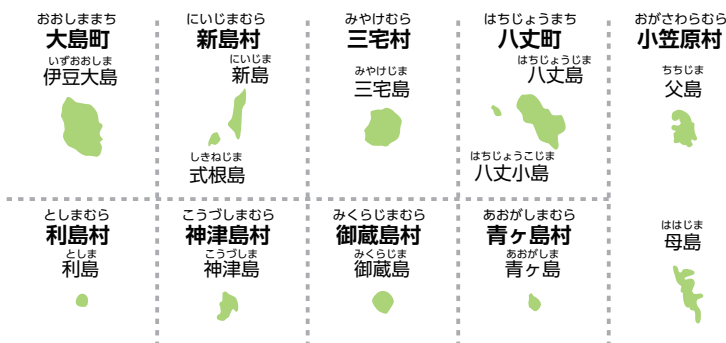 おおしままち
大島町
いずおおしま
伊豆大島
にいじまむら
新島村
にいじま
新島
しきねじま
式根島
みやけむら
三宅村
みやけじま
三宅島
はちじょうまち
八丈町
はちじょうじま
八丈島
はちじょうこじま
八丈小島
おがさわらむら
小笠原村
ちちじま
父島
としまむら
利島村
としま
利島
こうづしまむら
神津島村
こうづしま
神津島
みくらじまむら
御蔵島村
みくらじま
御蔵島
あおがしまむら
青ヶ島村
あおがしま
青ヶ島
ははじま
母島